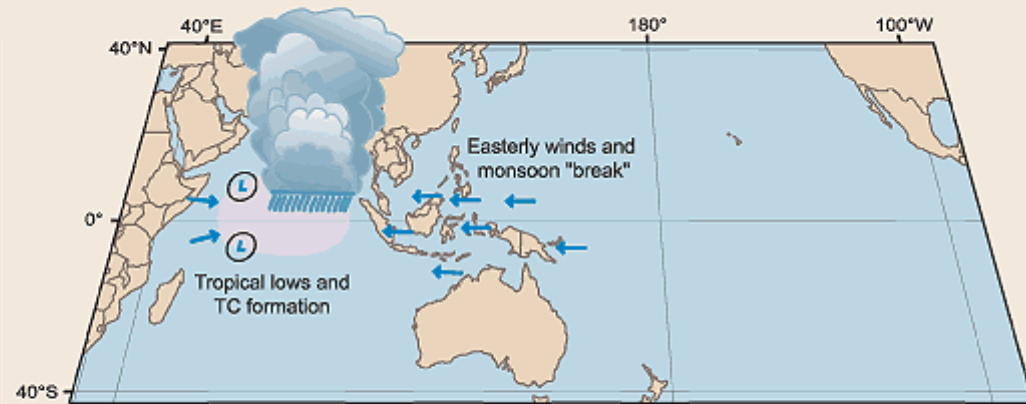 40°E
180°
100°W
40°N
Easterly winds and
monsoon "break"
L
0°
L
Tropical lows and
TC formation
40°S